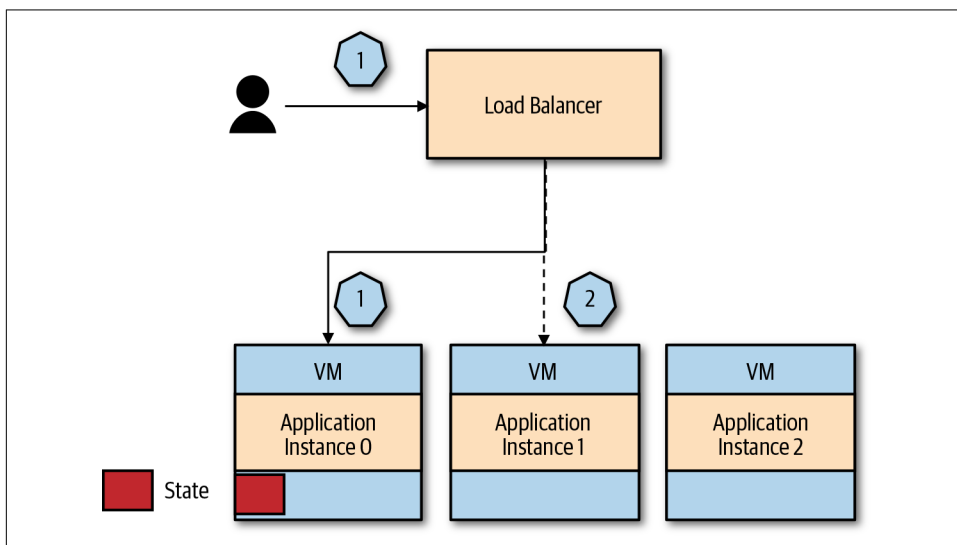 1
Load Balancer
1
2
VM
VM
VM
Application
Instance 0
Application
Instance 1
Application
Instance 2
State